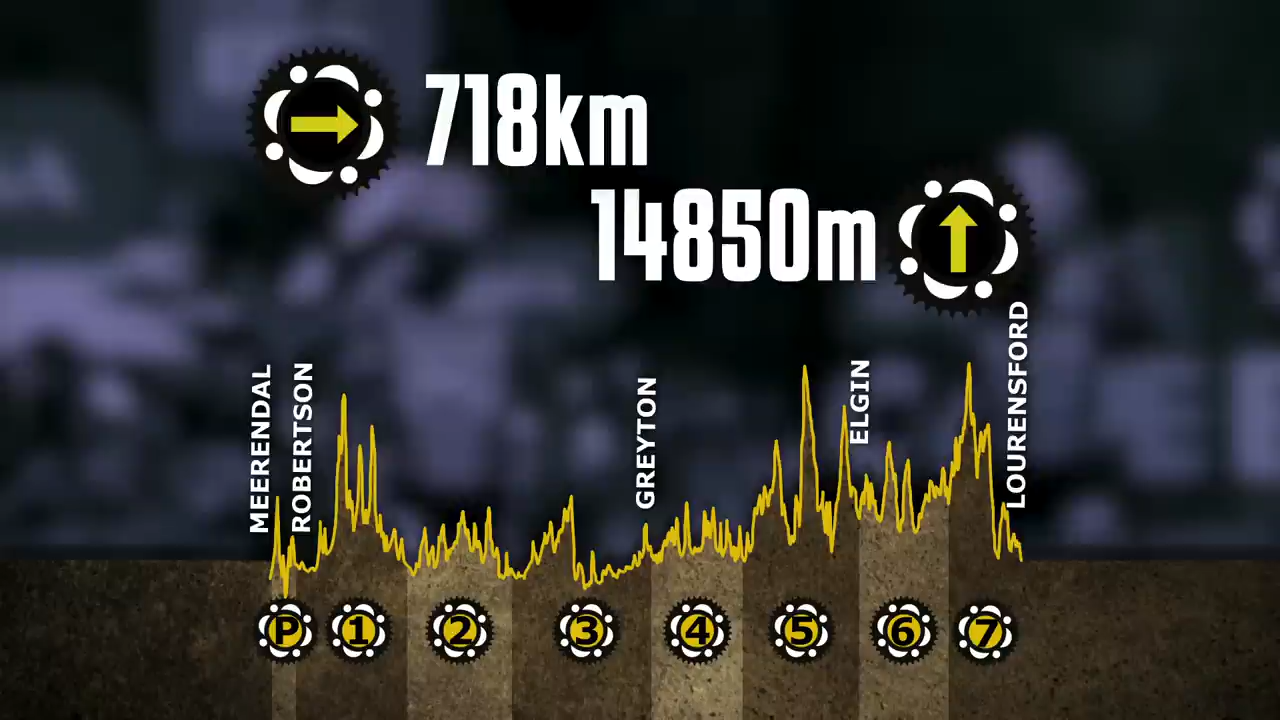 718km
14850m
MEERENDAL
ROBERTSON
GREYTON
ELGIN
LOURENSFORD
P 1 2 3 4 5 6 7